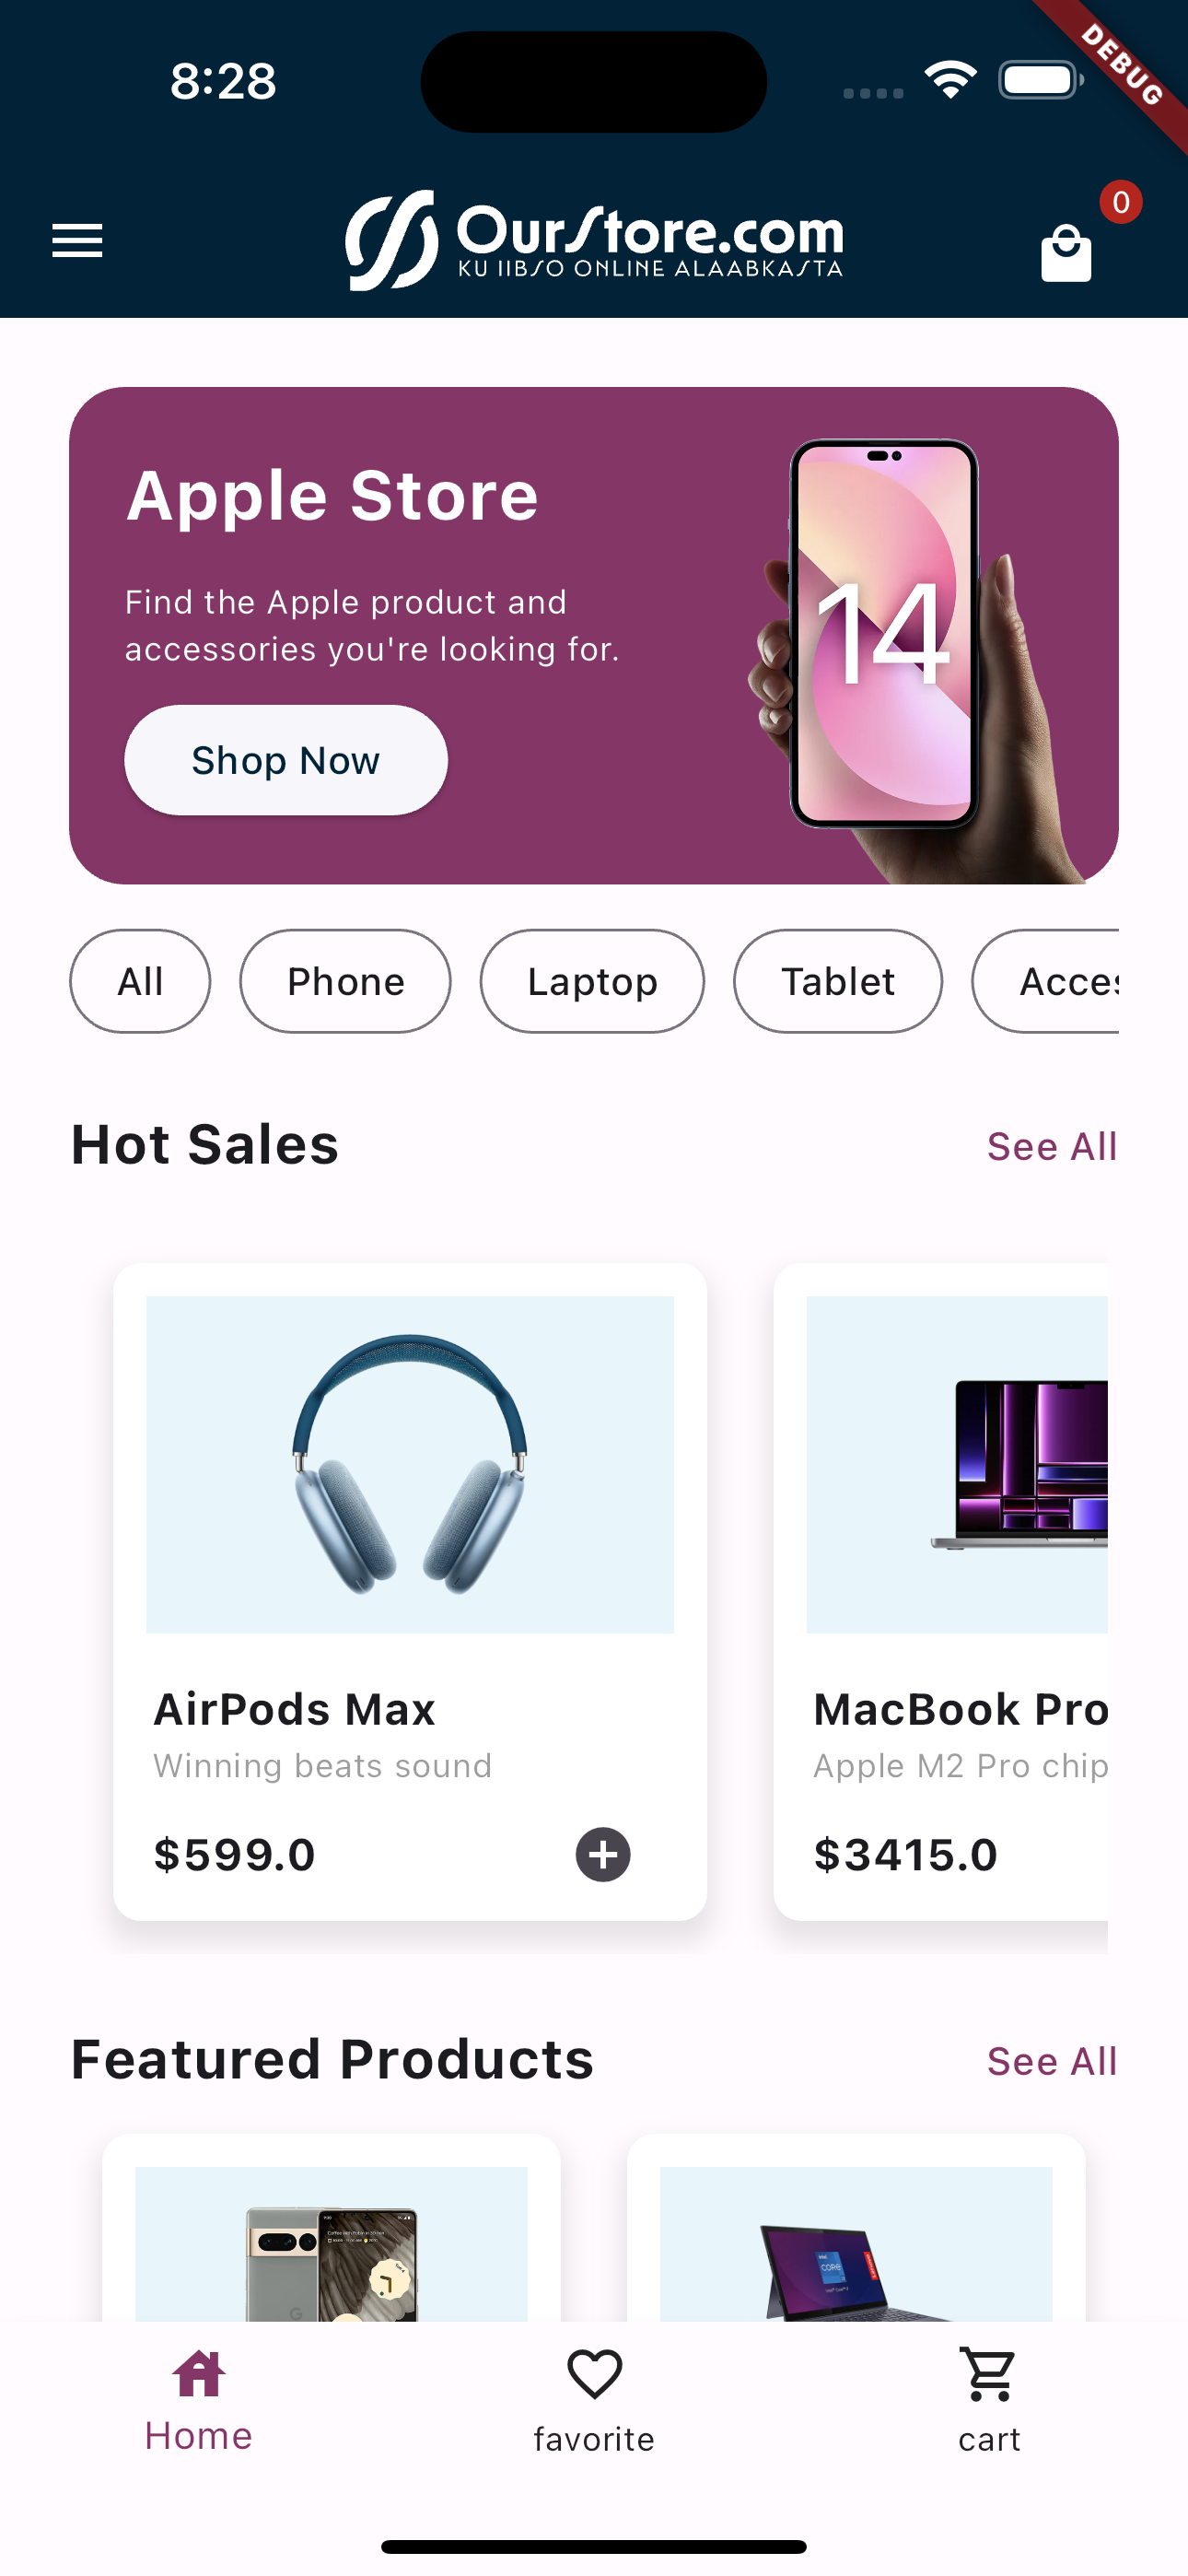 8:28
DEBUG
OurStore.com
KU IIBSO ONLINE ALAABKASTA
0
Apple Store
Find the Apple product and
accessories you're looking for.
Shop Now
14
All
Phone
Laptop
Tablet
Acces
Hot Sales
See All
AirPods Max
Winning beats sound
$599.0
MacBook Pro
Apple M2 Pro chip
$3415.0
Featured Products
See All
G
intel
CORE
Home
favorite
cart